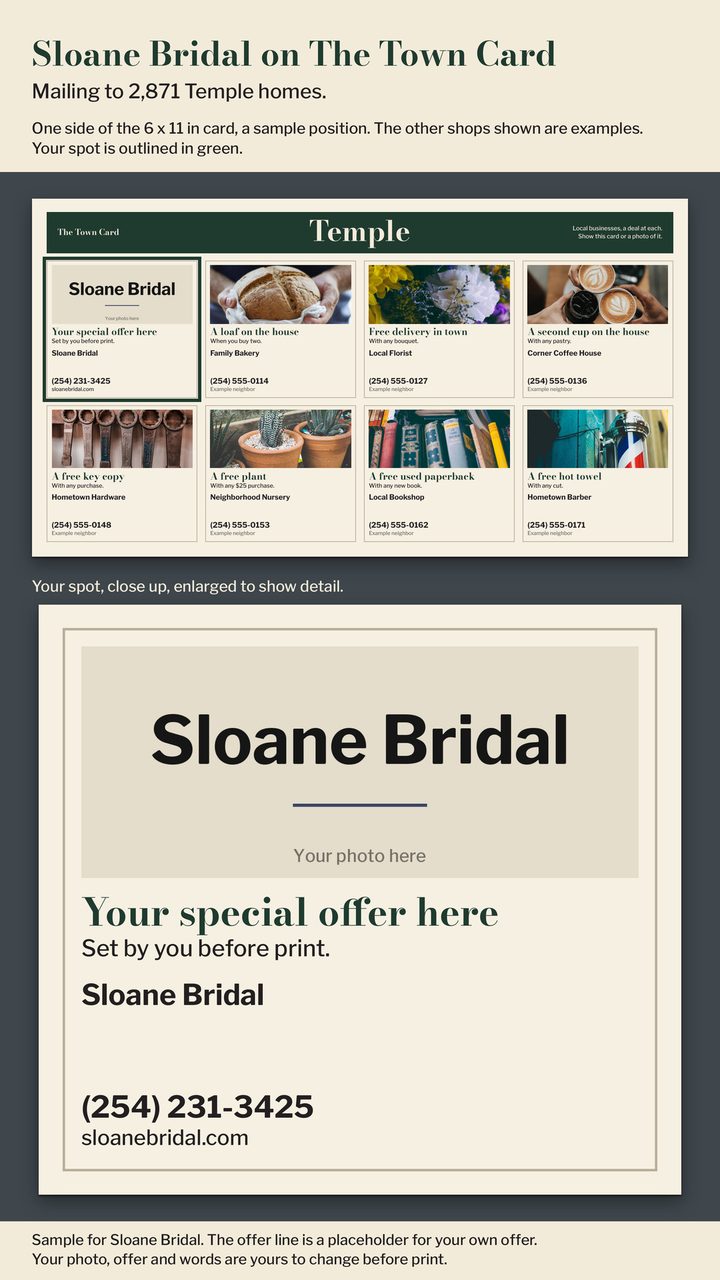 Sloane Bridal on The Town Card
Mailing to 2,871 Temple homes.
One side of the 6 x 11 in card, a sample position. The other shops shown are examples.
Your spot is outlined in green.
The Town Card
Temple
Local businesses, a deal at each.
Show this card or a photo of it.
Sloane Bridal
Your photo here
Your special offer here
Set by you before print.
Sloane Bridal
(254) 231-3425
sloanebridal.com
A loaf on the house
When you buy two.
Family Bakery
(254) 555-0114
Example neighbor
Free delivery in town
With any bouquet.
Local Florist
(254) 555-0127
Example neighbor
A second cup on the house
With any pastry.
Corner Coffee House
(254) 555-0136
Example neighbor
A free key copy
With any purchase.
Hometown Hardware
(254) 555-0148
Example neighbor
A free plant
With any $25 purchase.
Neighborhood Nursery
(254) 555-0153
Example neighbor
A free used paperback
With any new book.
Local Bookshop
(254) 555-0162
Example neighbor
A free hot towel
With any cut.
Hometown Barber
(254) 555-0171
Example neighbor
Your spot, close up, enlarged to show detail.
Sloane Bridal
Your photo here
Your special offer here
Set by you before print.
Sloane Bridal
(254) 231-3425
sloanebridal.com
Sample for Sloane Bridal. The offer line is a placeholder for your own offer.
Your photo, offer and words are yours to change before print.